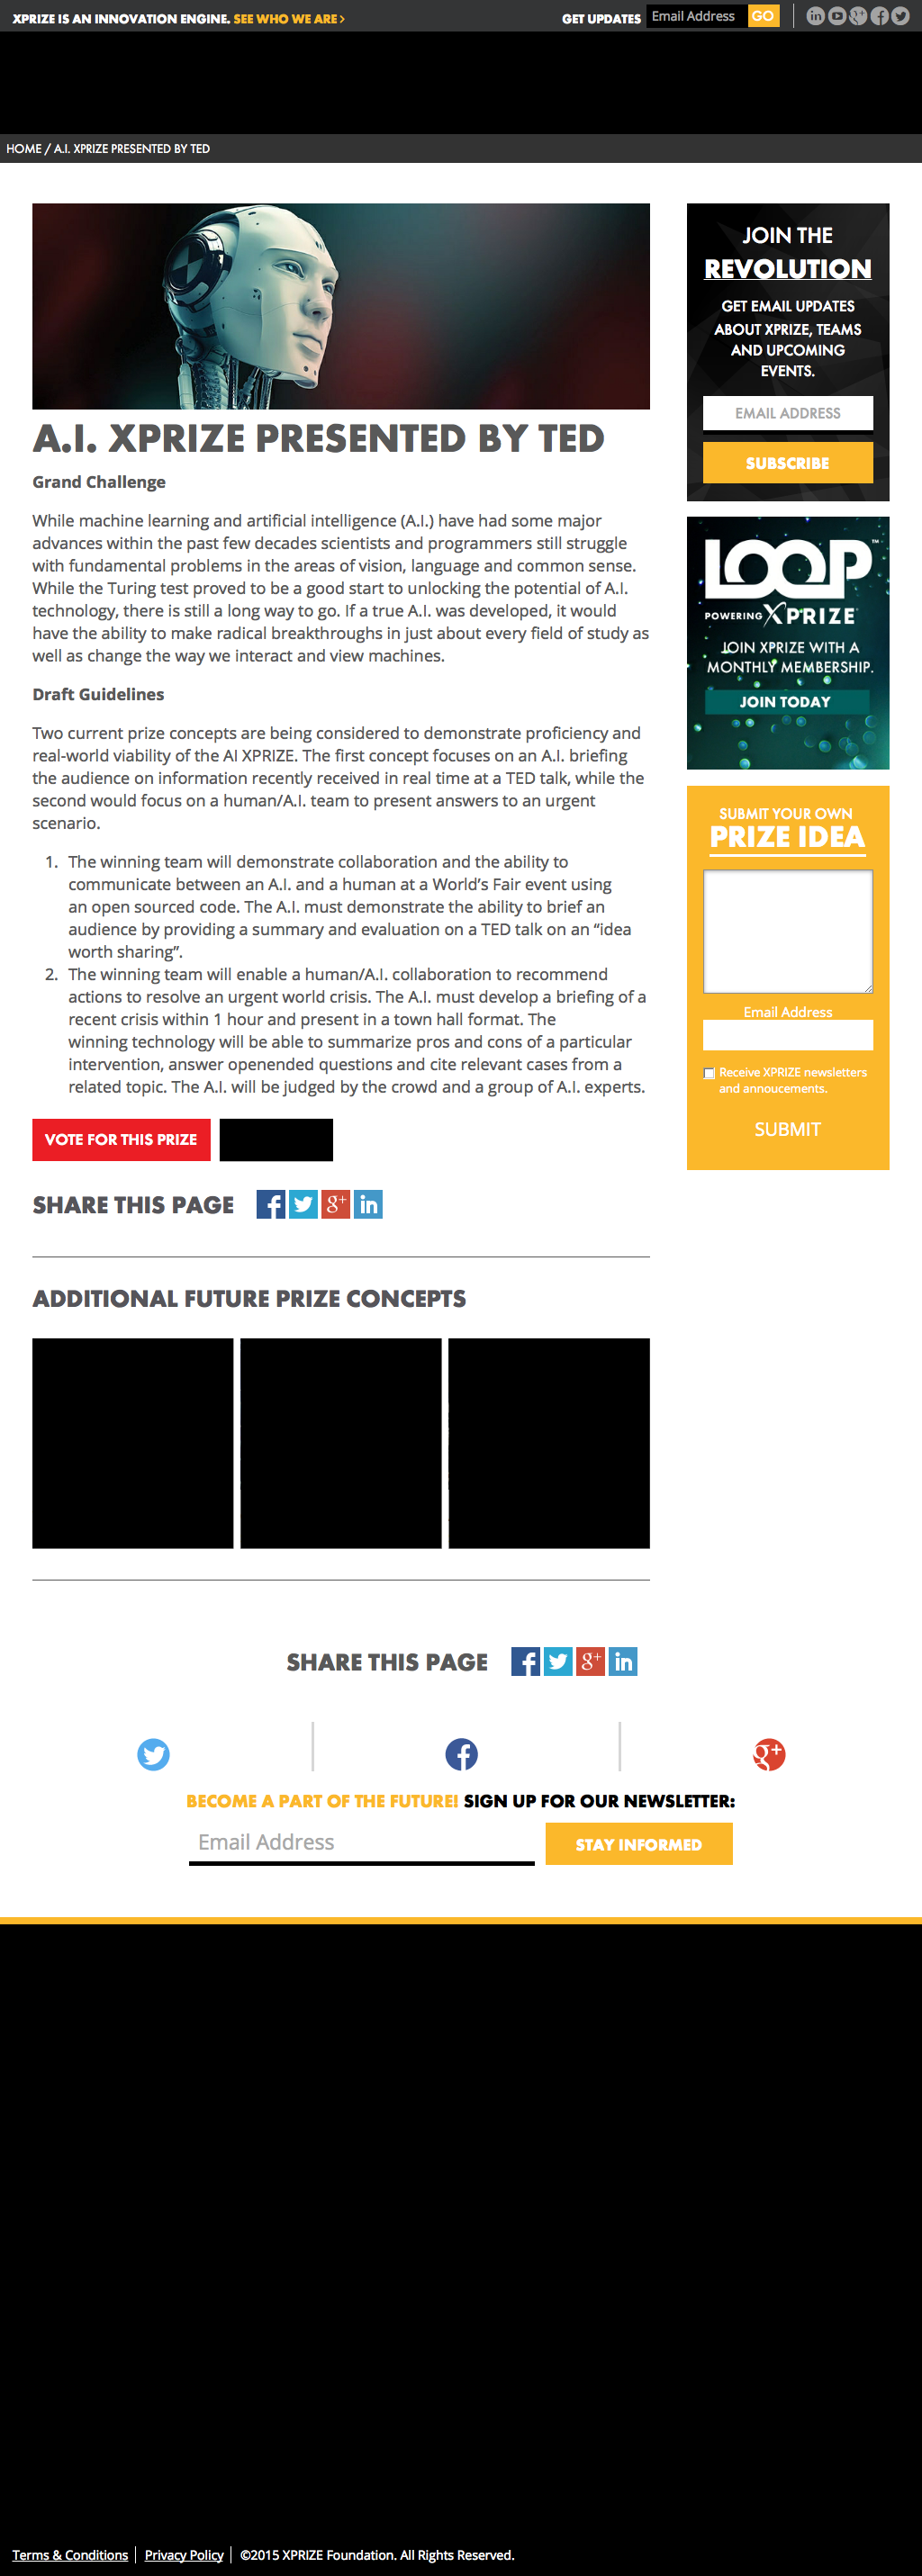 XPRIZE IS AN INNOVATION ENGINE. SEE WHO WE ARE ›
GET UPDATES Email Address GO
HOME / A.I. XPRIZE PRESENTED BY TED
A.I. XPRIZE PRESENTED BY TED
Grand Challenge
While machine learning and artificial intelligence (A.I.) have had some major
advances within the past few decades scientists and programmers still struggle
with fundamental problems in the areas of vision, language and common sense.
While the Turing test proved to be a good start to unlocking the potential of A.I.
technology, there is still a long way to go. If a true A.I. was developed, it would
have the ability to make radical breakthroughs in just about every field of study as
well as change the way we interact and view machines.
Draft Guidelines
Two current prize concepts are being considered to demonstrate proficiency and
real-world viability of the AI XPRIZE. The first concept focuses on an A.I. briefing
the audience on information recently received in real time at a TED talk, while the
second would focus on a human/A.I. team to present answers to an urgent
scenario.
1. The winning team will demonstrate collaboration and the ability to
communicate between an A.I. and a human at a World’s Fair event using
an open sourced code. The A.I. must demonstrate the ability to brief an
audience by providing a summary and evaluation on a TED talk on an “idea
worth sharing”.
2. The winning team will enable a human/A.I. collaboration to recommend
actions to resolve an urgent world crisis. The A.I. must develop a briefing of a
recent crisis within 1 hour and present in a town hall format. The
winning technology will be able to summarize pros and cons of a particular
intervention, answer openended questions and cite relevant cases from a
related topic. The A.I. will be judged by the crowd and a group of A.I. experts.
VOTE FOR THIS PRIZE
SHARE THIS PAGE
ADDITIONAL FUTURE PRIZE CONCEPTS
JOIN THE
REVOLUTION
GET EMAIL UPDATES
ABOUT XPRIZE, TEAMS
AND UPCOMING
EVENTS.
EMAIL ADDRESS
SUBSCRIBE
LOOP™
POWERING XPRIZE
JOIN XPRIZE WITH A
MONTHLY MEMBERSHIP.
JOIN TODAY
SUBMIT YOUR OWN
PRIZE IDEA
Email Address
Receive XPRIZE newsletters
and annoucements.
SUBMIT
SHARE THIS PAGE
BECOME A PART OF THE FUTURE! SIGN UP FOR OUR NEWSLETTER:
Email Address STAY INFORMED
Terms & Conditions Privacy Policy ©2015 XPRIZE Foundation. All Rights Reserved.